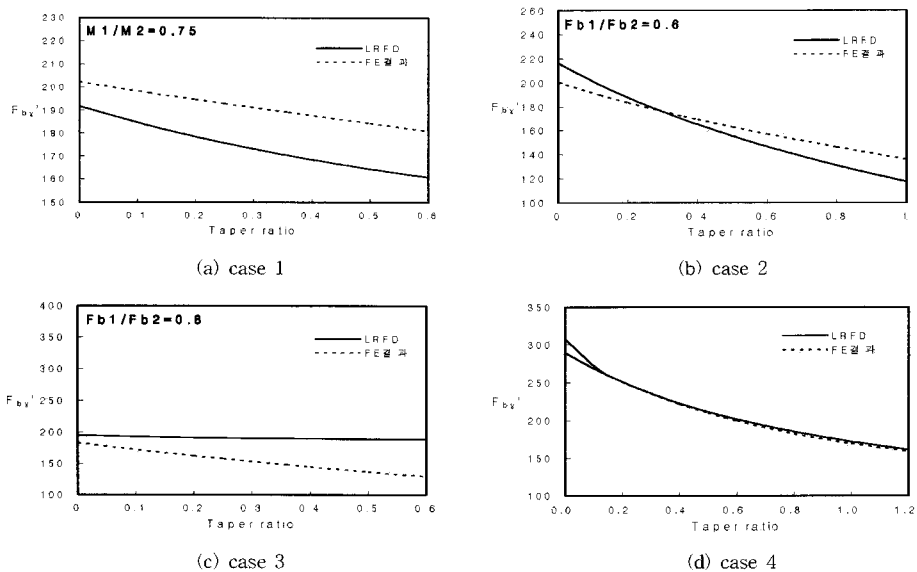 M1/M2=0.75
LRFD
FE결과
230
220
210
200
190
180
170
160
150
Fbγ'
0 0.1 0.2 0.3 0.4 0.5 0.6
Taper ratio
(a) case 1
Fb1/Fb2=0.6
LRFD
FE결과
260
240
220
200
180
160
140
120
100
Fbγ'
0 0.2 0.4 0.6 0.8 1
Taper ratio
(b) case 2
Fb1/Fb2=0.6
LRFD
FE결과
400
350
300
250
200
150
100
Fbγ'
0 0.1 0.2 0.3 0.4 0.5 0.6
Taper ratio
(c) case 3
LRFD
FE결과
350
300
250
200
150
100
Fbγ'
0.0 0.2 0.4 0.6 0.8 1.0 1.2
Taper ratio
(d) case 4